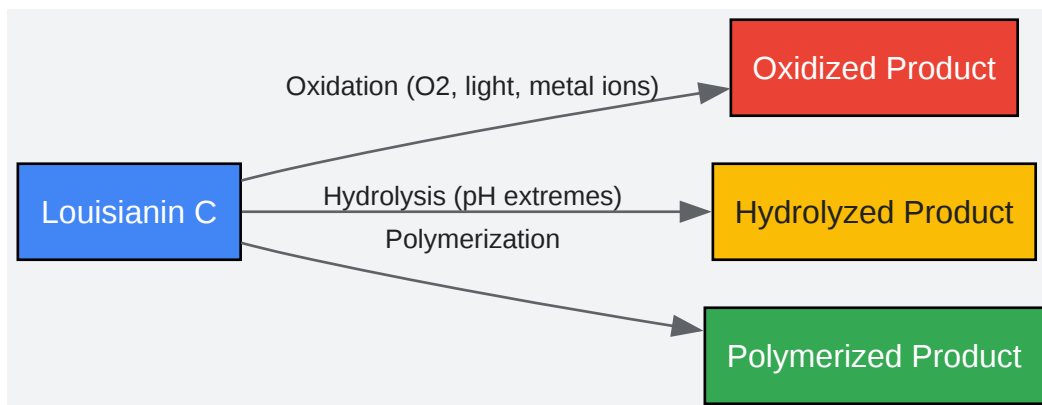 Oxidized Product
Oxidation (O2, light, metal ions)
Louisianin C
Hydrolysis (pH extremes)
Hydrolyzed Product
Polymerization
Polymerized Product